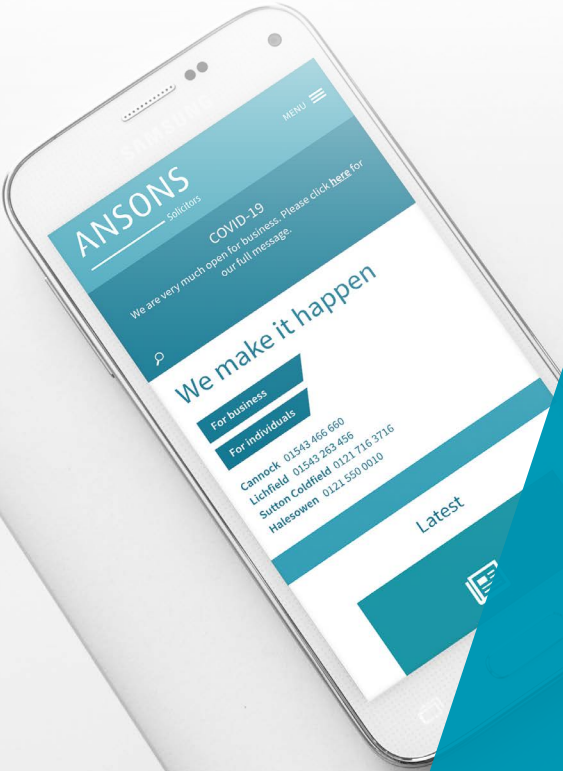 SAMSUNG
MENU
ANSONS
Solicitors
COVID-19
We are very much open for business. Please click here for
our full message.
We make it happen
For business
For individuals
Cannock 01543 466 660
Lichfield 01543 263 456
Sutton Coldfield 0121 716 3716
Halesowen 0121 550 0010
Latest